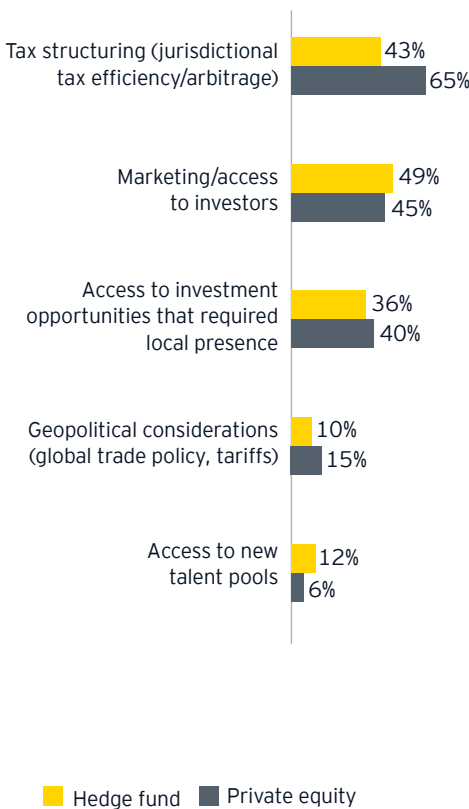 Tax structuring (jurisdictional
tax efficiency/arbitrage)
43%
65%
Marketing/access
to investors
49%
45%
Access to investment
opportunities that required
local presence
36%
40%
Geopolitical considerations
(global trade policy, tariffs)
10%
15%
Access to new
talent pools
12%
6%
Hedge fund Private equity